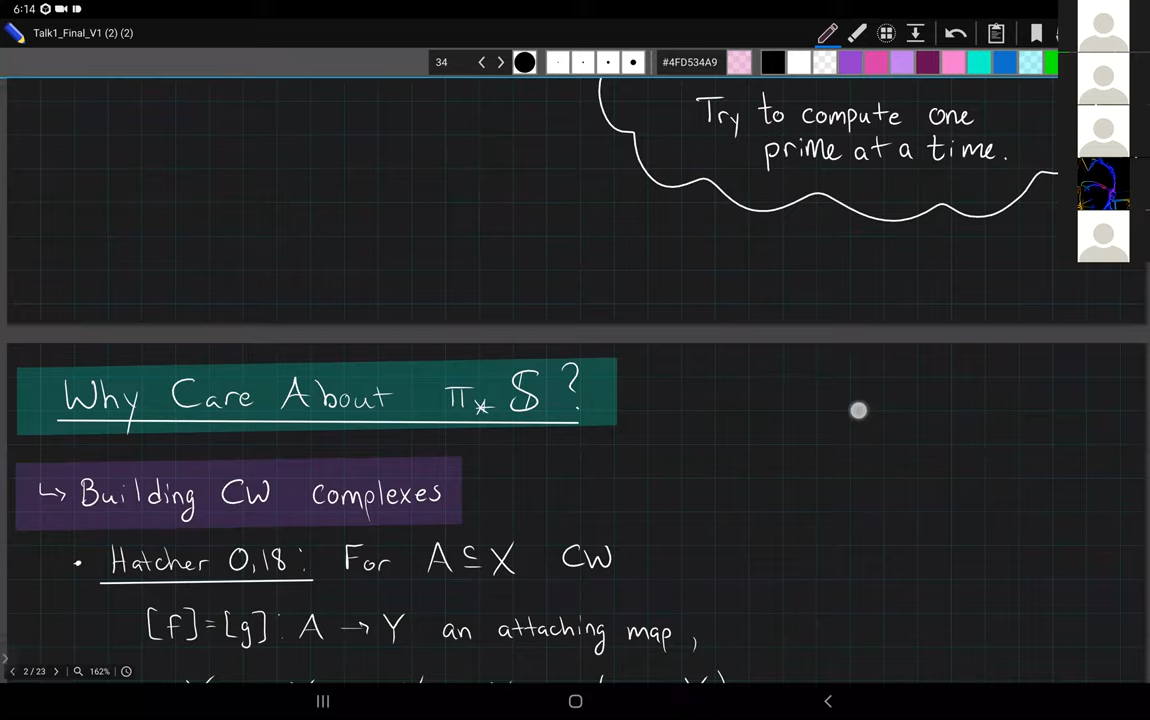 6:14
Talk1_Final_V1 (2) (2)
34
#4FD534A9
Try to compute one
prime at a time.
Why Care About π⁎ $ ?
↳ Building CW complexes
• Hatcher 0.18: For A ⊆ X CW
[f]=[g]: A → Y an attaching map,
2 / 23
162%